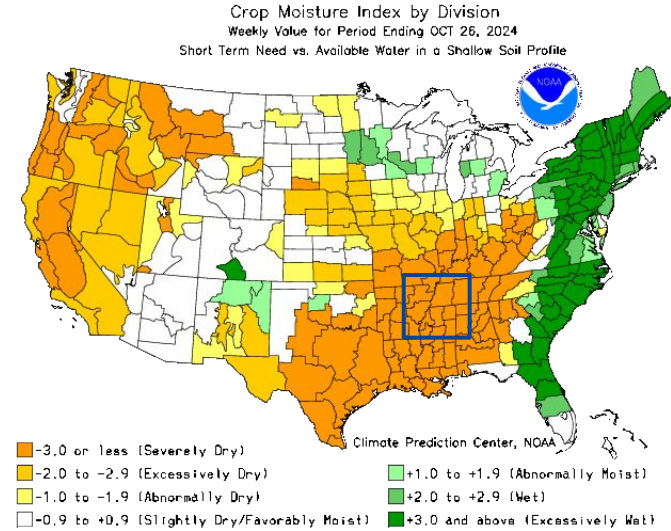 Crop Moisture Index by Division
Weekly Value for Period Ending OCT 26, 2024
Short Term Need vs. Available Water in a Shallow Soil Profile
NOAA
Climate Prediction Center, NOAA
-3.0 or less (Severely Dry)
-2.0 to -2.9 (Excessively Dry)
-1.0 to -1.9 (Abnormally Dry)
-0.9 to +0.9 (Slightly Dry/Favorably Moist)
+1.0 to +1.9 (Abnormally Moist)
+2.0 to +2.9 (Wet)
+3.0 and above (Excessively Wet)